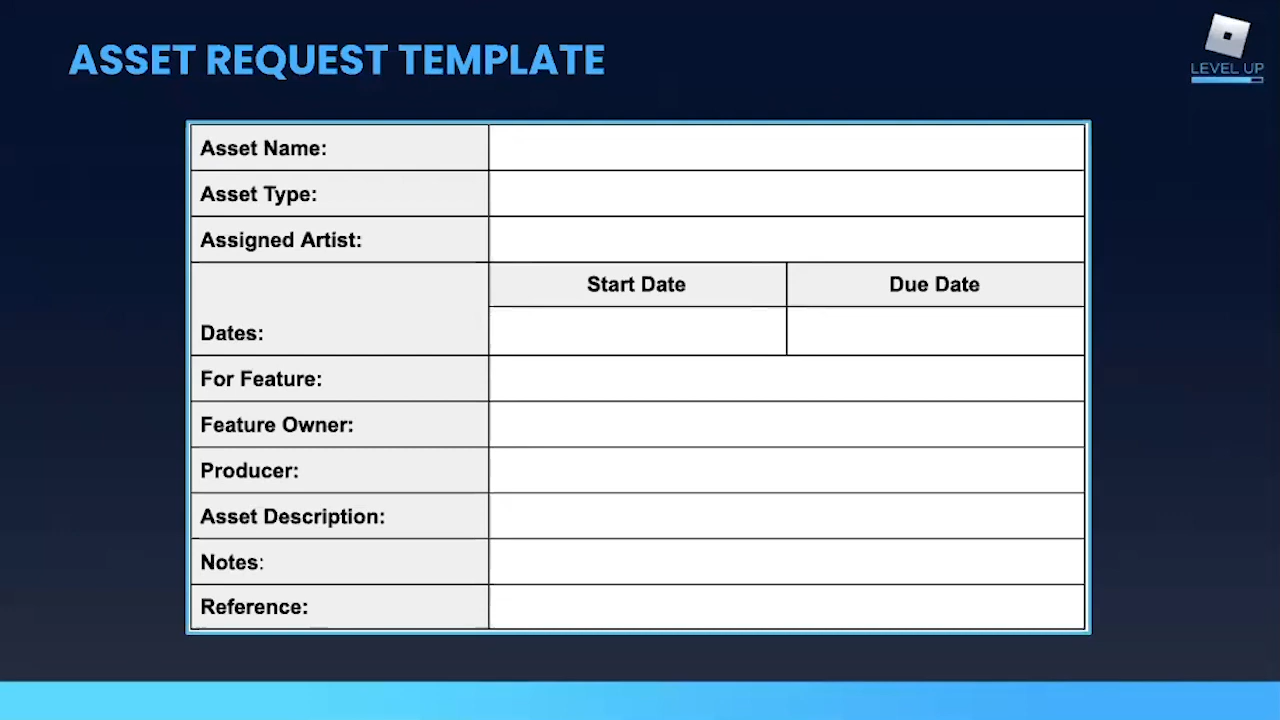 ASSET REQUEST TEMPLATE
LEVEL UP
Asset Name:
Asset Type:
Assigned Artist:
Start Date
Due Date
Dates:
For Feature:
Feature Owner:
Producer:
Asset Description:
Notes:
Reference: